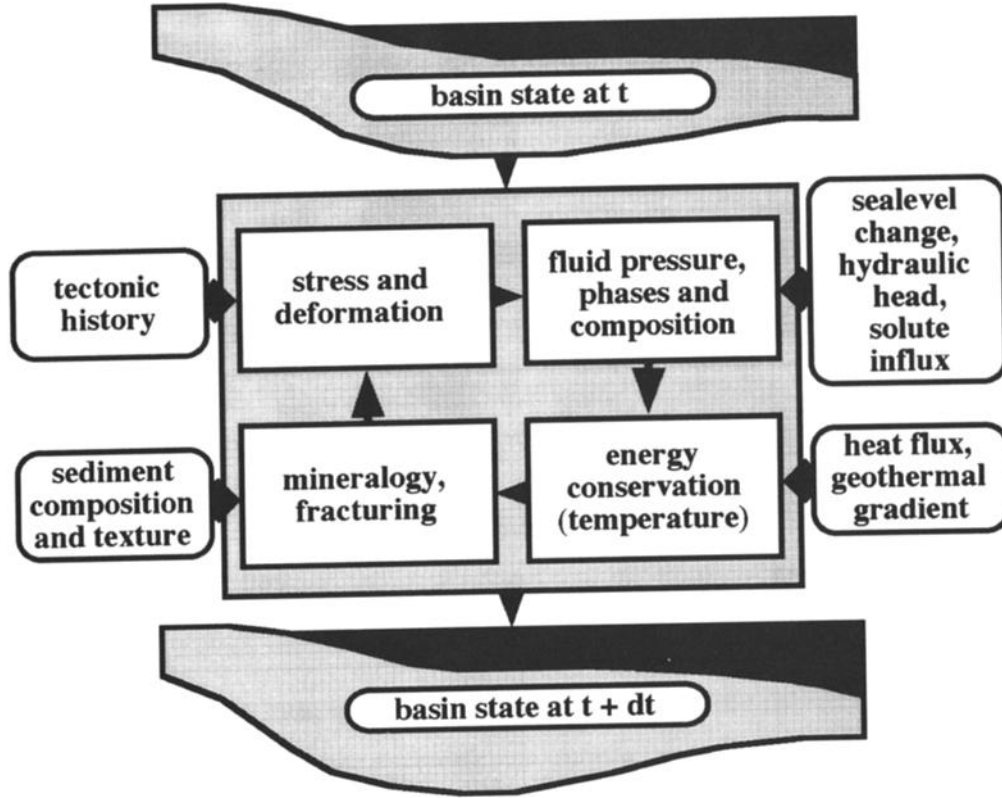 basin state at t
tectonic
history
stress and
deformation
fluid pressure,
phases and
composition
sealevel
change,
hydraulic
head,
solute
influx
sediment
composition
and texture
mineralogy,
fracturing
energy
conservation
(temperature)
heat flux,
geothermal
gradient
basin state at t + dt